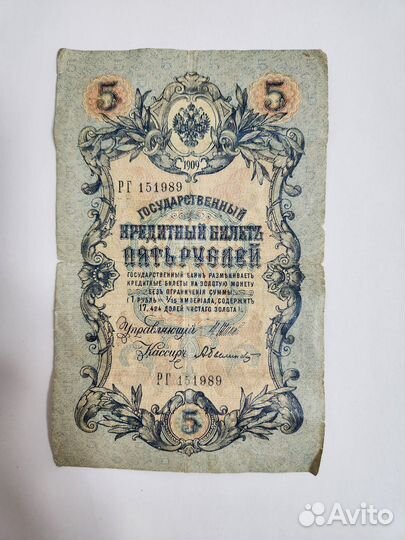 5 5
1909
РГ 151989
ГОСУДАРСТВЕННЫЙ
КРЕДИТНЫЙ БИЛЕТЪ
ПЯТЬ РУБЛЕЙ
ГОСУДАРСТВЕННЫЙ БАНКЪ РАЗМѢНИВАЕТЪ
КРЕДИТНЫЕ БИЛЕТЫ НА ЗОЛОТУЮ МОНЕТУ
БЕЗЪ ОГРАНИЧЕНІЯ СУММЫ
(1 РУБЛЬ = 1/15 ИМПЕРІАЛА, СОДЕРЖИТЪ
17,424 ДОЛЕЙ ЧИСТАГО ЗОЛОТА).
Управляющій
Кассиръ
РГ 151989
5
Avito